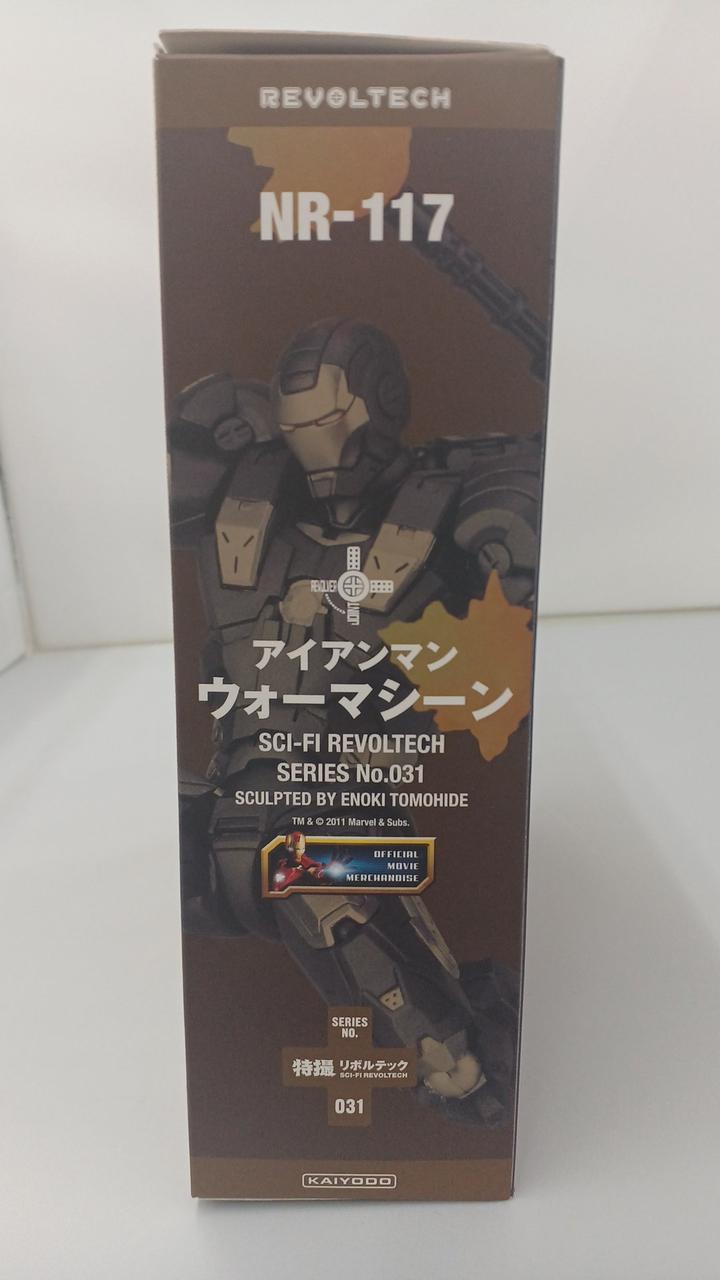 REVOLTECH
NR-117
REVOLVER
JOINT
アイアンマン
ウォーマシーン
SCI-FI REVOLTECH
SERIES No.031
SCULPTED BY ENOKI TOMOHIDE
TM & © 2011 Marvel & Subs.
OFFICIAL
MOVIE
MERCHANDISE
SERIES
NO.
特撮 リボルテック
SCI-FI REVOLTECH
031
KAIYODO